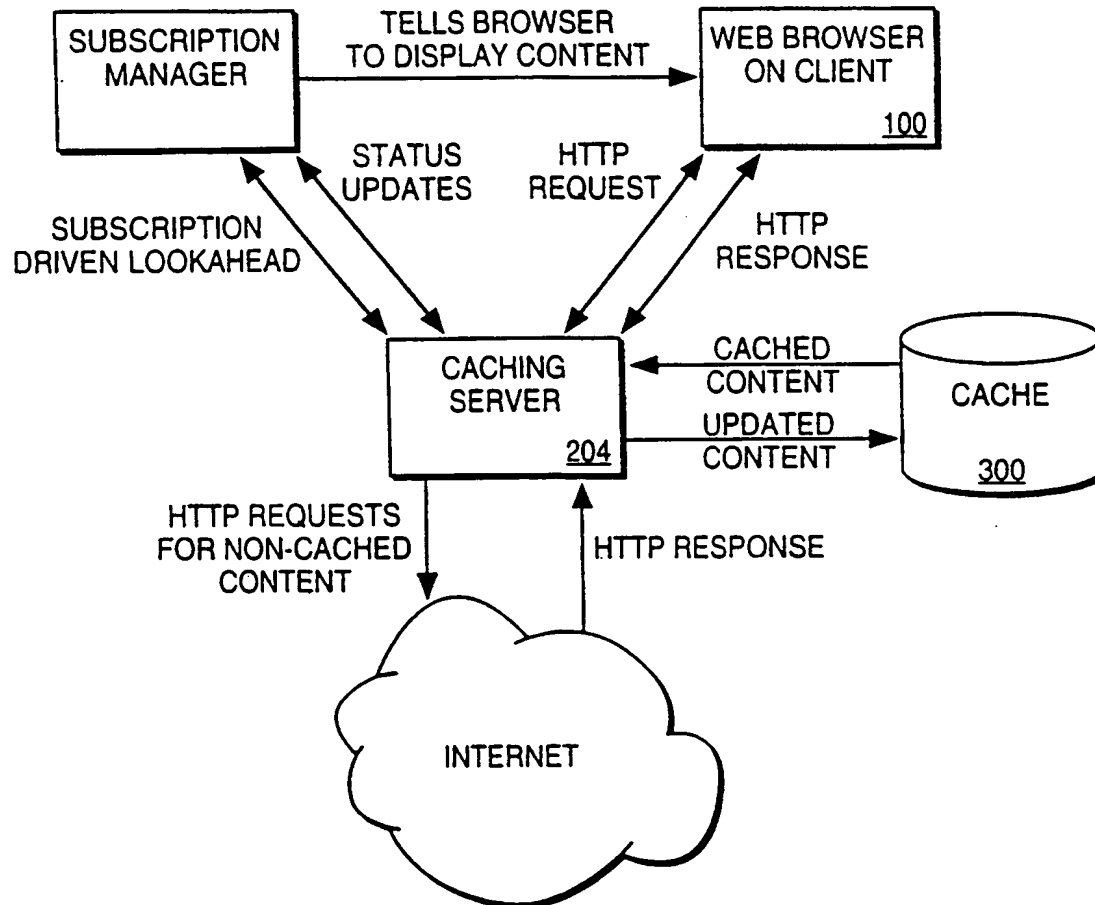 SUBSCRIPTION
MANAGER
TELLS BROWSER
TO DISPLAY CONTENT
WEB BROWSER
ON CLIENT
100
STATUS
UPDATES
HTTP
REQUEST
SUBSCRIPTION
DRIVEN LOOKAHEAD
HTTP
RESPONSE
CACHING
SERVER
204
CACHED
CONTENT
UPDATED
CONTENT
CACHE
300
HTTP REQUESTS
FOR NON-CACHED
CONTENT
HTTP RESPONSE
INTERNET